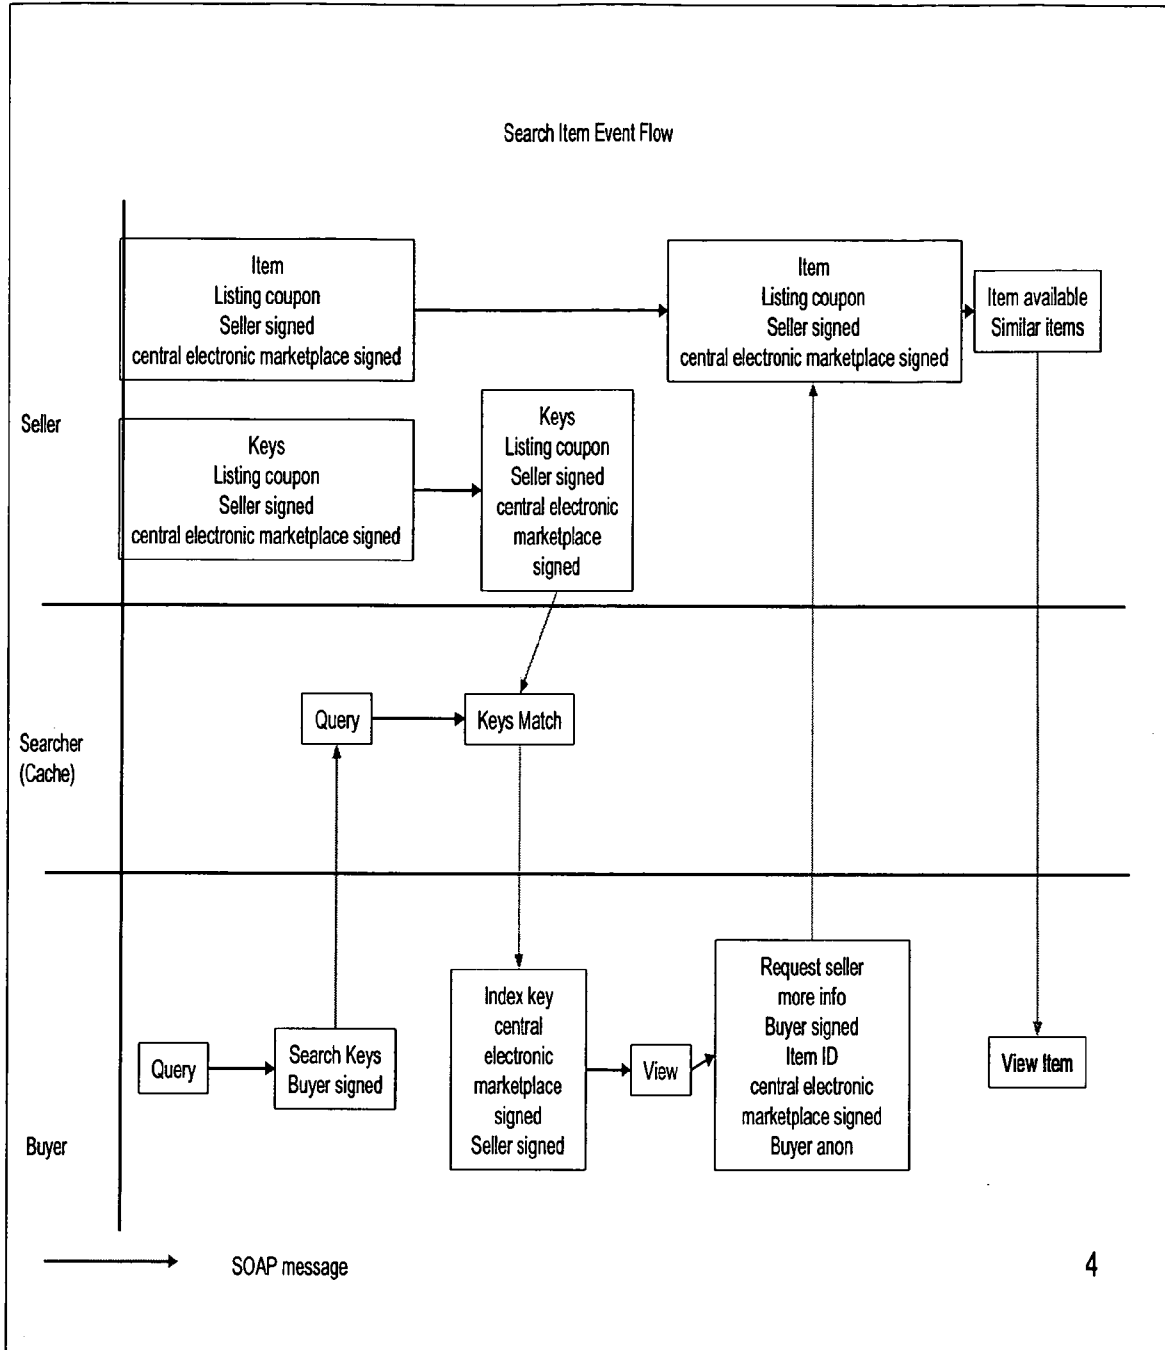 Search Item Event Flow
Item
Listing coupon
Seller signed
central electronic marketplace signed
Item
Listing coupon
Seller signed
central electronic marketplace signed
Item available
Similar items
Seller
Keys
Listing coupon
Seller signed
central electronic marketplace signed
Keys
Listing coupon
Seller signed
central electronic
marketplace
signed
Searcher
(Cache)
Query
Keys Match
Buyer
Query
Search Keys
Buyer signed
Index key
central
electronic
marketplace
signed
Seller signed
View
Request seller
more info
Buyer signed
Item ID
central electronic
marketplace signed
Buyer anon
View Item
SOAP message
4